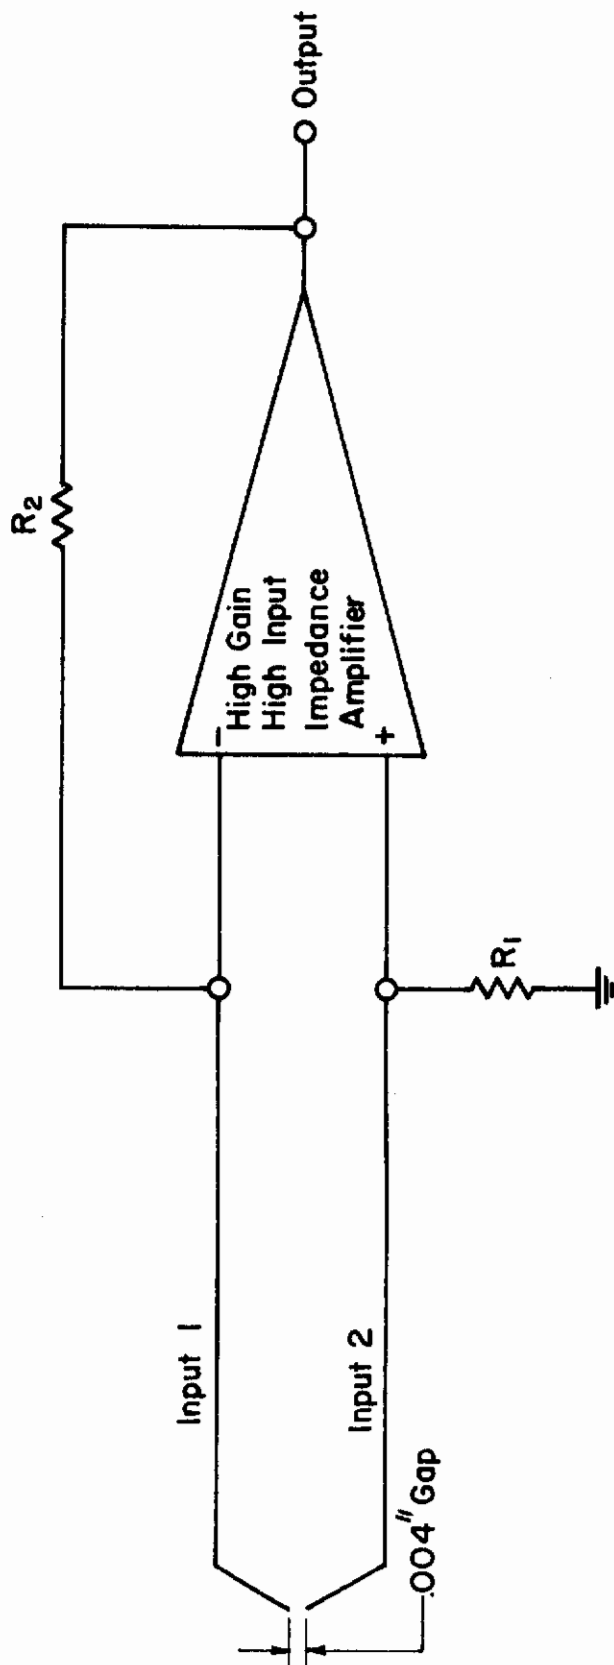 R2
Output
High Gain
High Input
Impedance
Amplifier
-
+
Input 1
Input 2
R1
.004" Gap